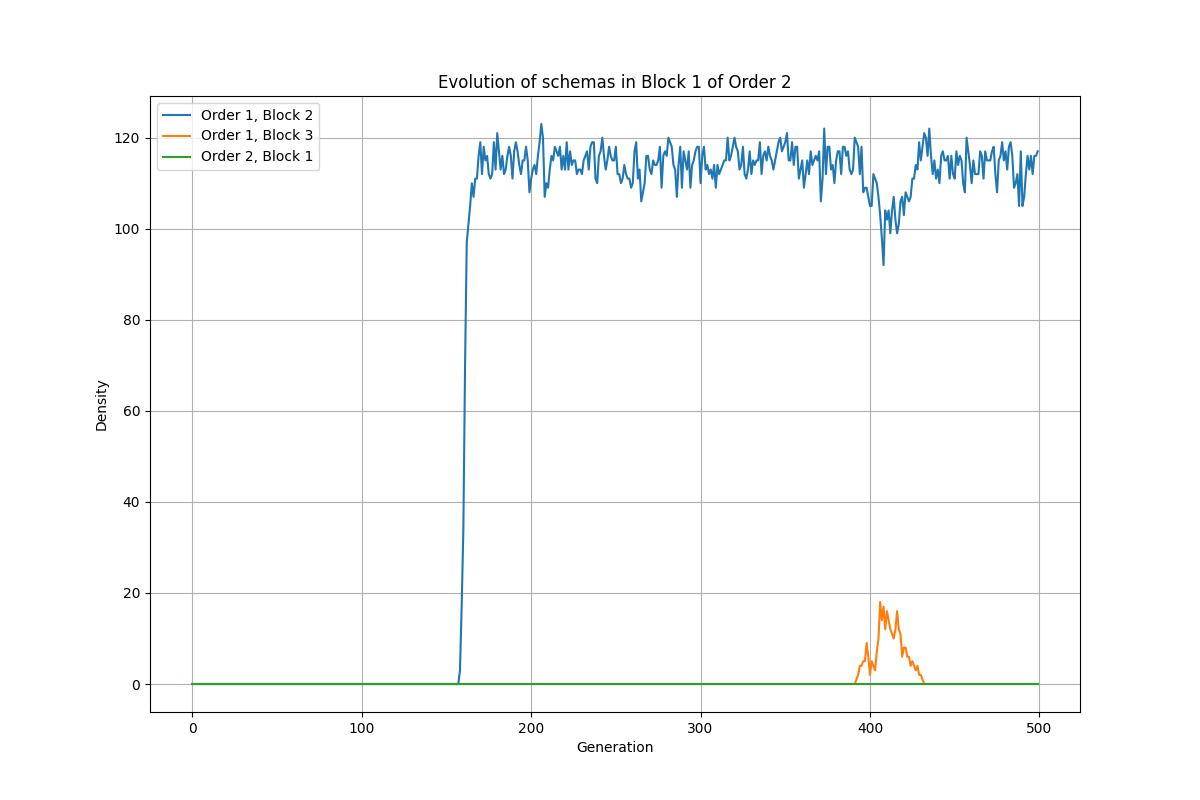 Evolution of schemas in Block 1 of Order 2
Order 1, Block 2
Order 1, Block 3
Order 2, Block 1
120
100
80
60
40
20
0
Density
0 100 200 300 400 500
Generation